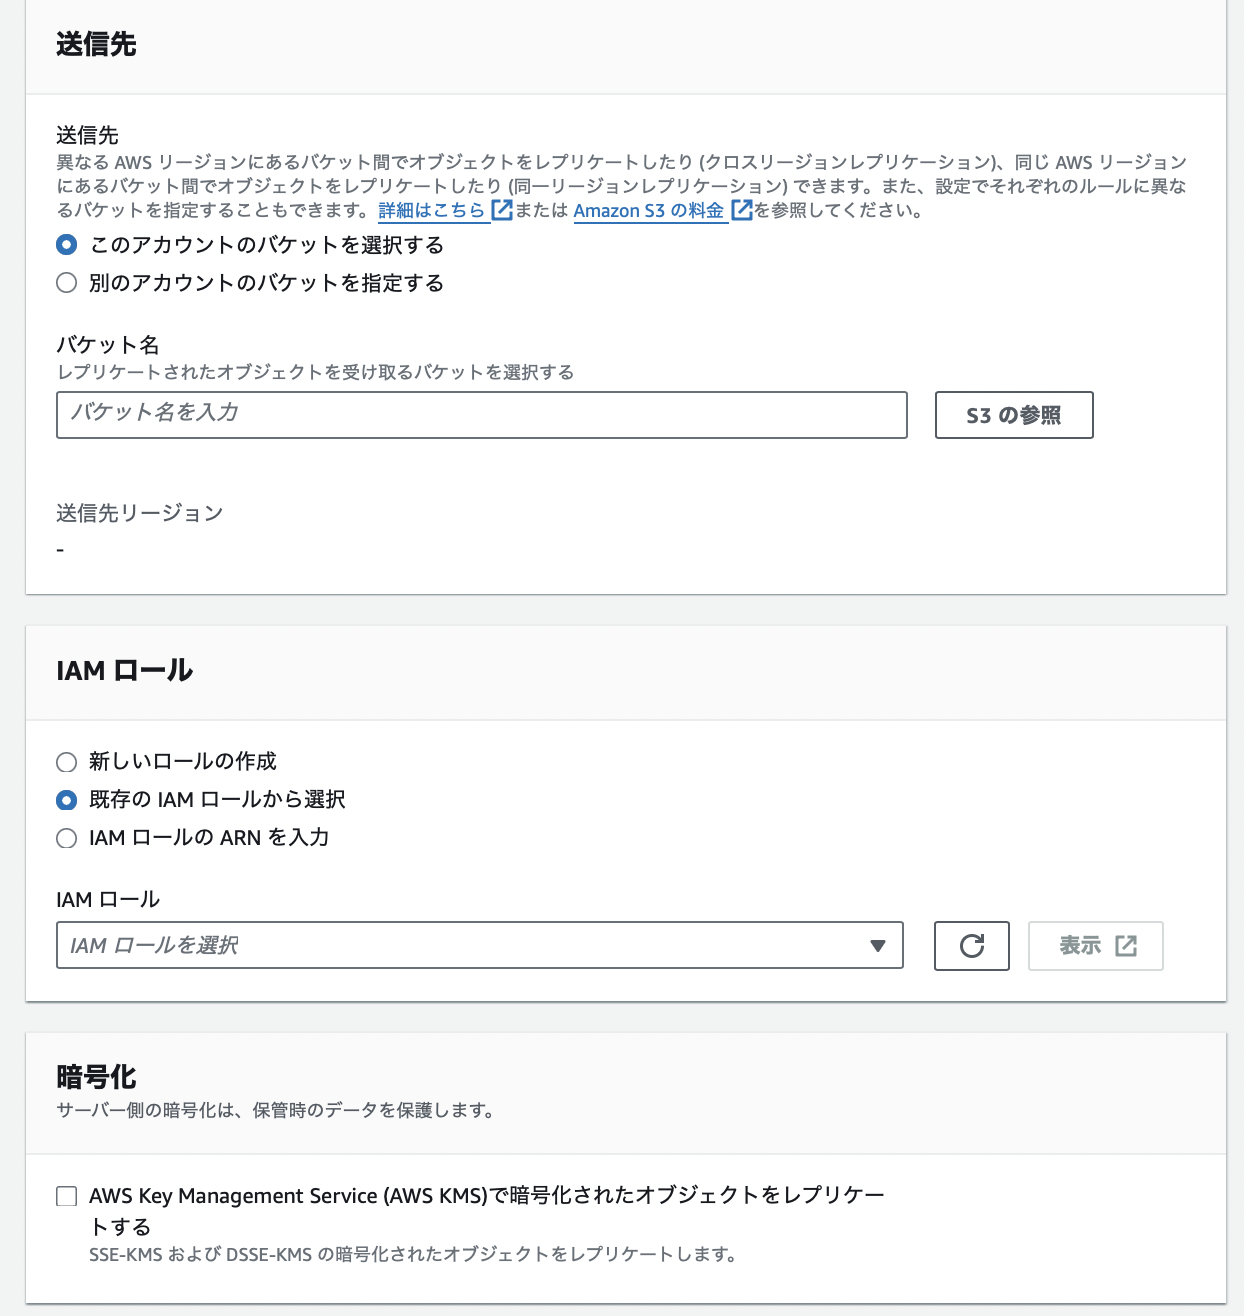 送信先
送信先
異なる AWS リージョンにあるバケット間でオブジェクトをレプリケートしたり (クロスリージョンレプリケーション)、同じ AWS リージョン
にあるバケット間でオブジェクトをレプリケートしたり (同一リージョンレプリケーション) できます。また、設定でそれぞれのルールに異な
るバケットを指定することもできます。詳細はこちら または Amazon S3 の料金 を参照してください。
このアカウントのバケットを選択する
別のアカウントのバケットを指定する
バケット名
レプリケートされたオブジェクトを受け取るバケットを選択する
バケット名を入力
S3 の参照
送信先リージョン
-
IAM ロール
新しいロールの作成
既存の IAM ロールから選択
IAM ロールの ARN を入力
IAM ロール
IAM ロールを選択
表示
暗号化
サーバー側の暗号化は、保管時のデータを保護します。
AWS Key Management Service (AWS KMS)で暗号化されたオブジェクトをレプリケー
トする
SSE-KMS および DSSE-KMS の暗号化されたオブジェクトをレプリケートします。